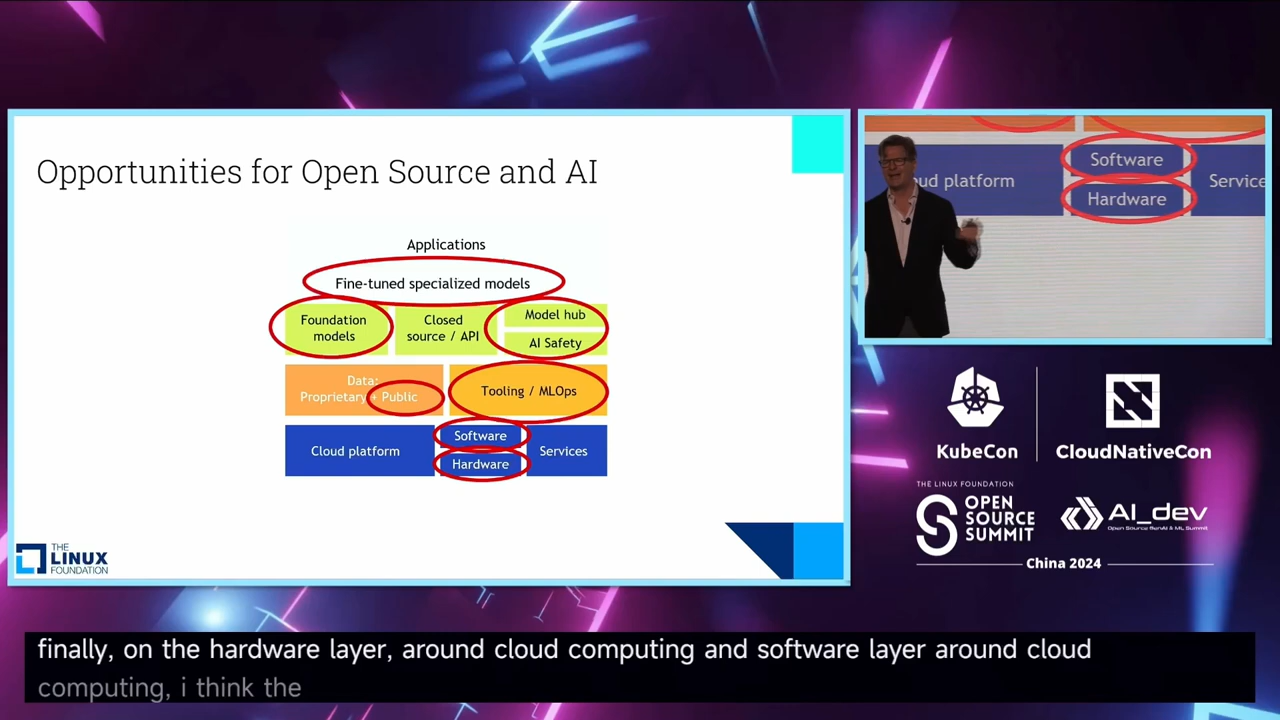 Opportunities for Open Source and AI
Applications
Fine-tuned specialized models
Foundation
models
Closed
source / API
Model hub
AI Safety
Data:
Proprietary + Public
Tooling / MLOps
Cloud platform
Software
Hardware
Services
THE
LINUX
FOUNDATION
oud platform
Software
Hardware
Service
KubeCon
CloudNativeCon
THE LINUX FOUNDATION
OPEN
SOURCE
SUMMIT
AI_dev
Open Source GenAI & ML Summit
China 2024
finally, on the hardware layer, around cloud computing and software layer around cloud
computing, i think the